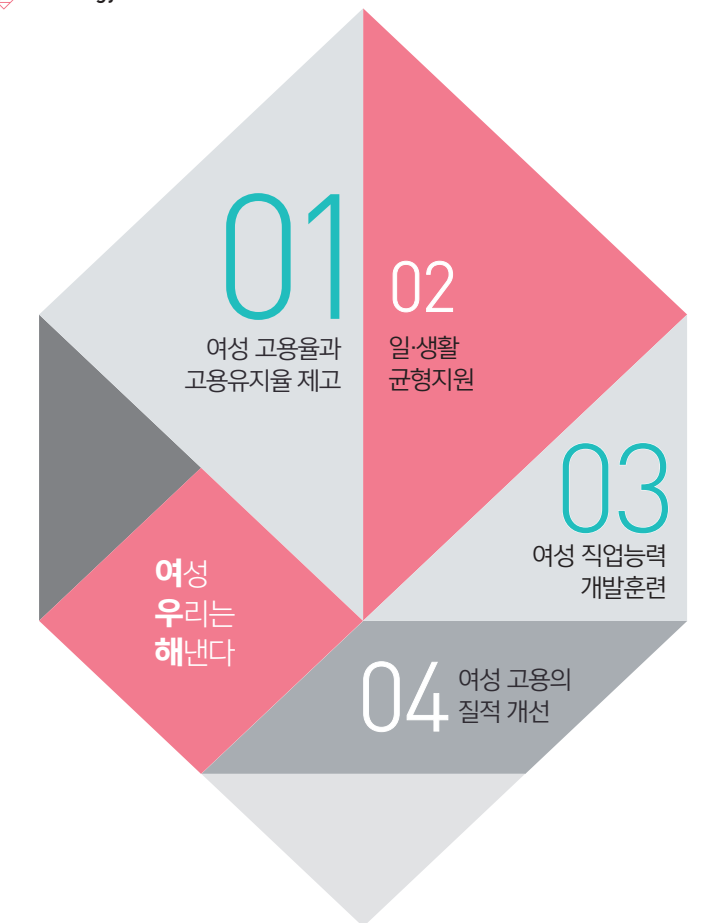 01
여성 고용율과
고용유지율 제고
02
일·생활
균형지원
03
여성 직업능력
개발훈련
여성
우리는
해낸다
04
여성 고용의
질적 개선